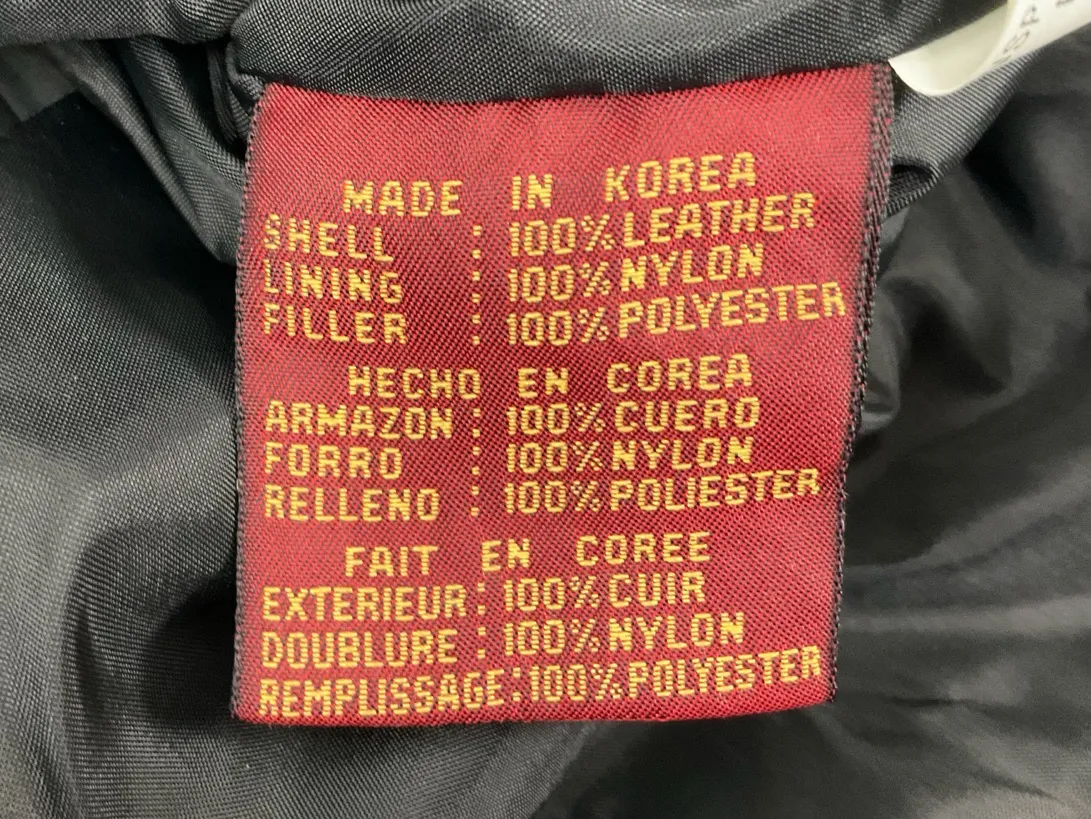 MADE IN KOREA
SHELL : 100% LEATHER
LINING : 100% NYLON
FILLER : 100% POLYESTER
HECHO EN COREA
ARMAZON : 100% CUERO
FORRO : 100% NYLON
RELLENO : 100% POLIESTER
FAIT EN COREE
EXTERIEUR : 100% CUIR
DOUBLURE : 100% NYLON
REMPLISSAGE : 100% POLYESTER